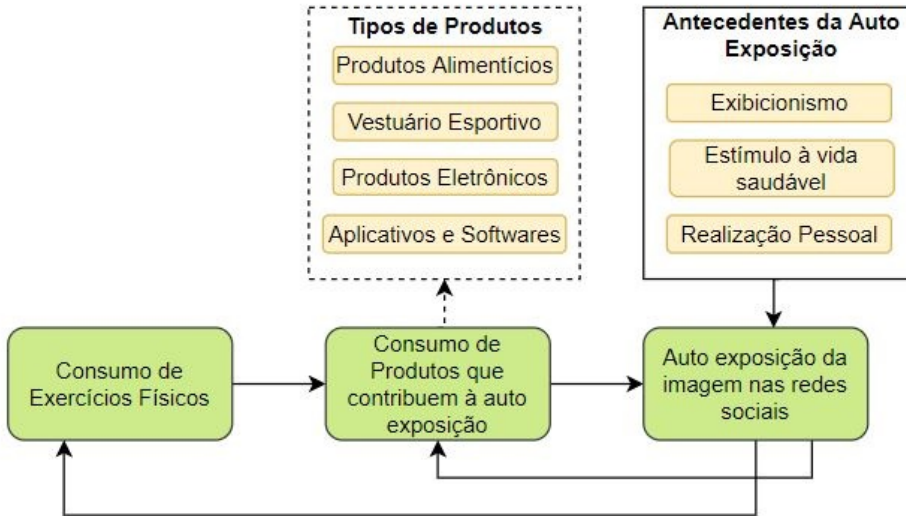 Tipos de Produtos
Produtos Alimentícios
Vestuário Esportivo
Produtos Eletrônicos
Aplicativos e Softwares
Antecedentes da Auto
Exposição
Exibicionismo
Estímulo à vida
saudável
Realização Pessoal
Consumo de
Exercícios Físicos
Consumo de
Produtos que
contribuem à auto
exposição
Auto exposição da
imagem nas redes
sociais